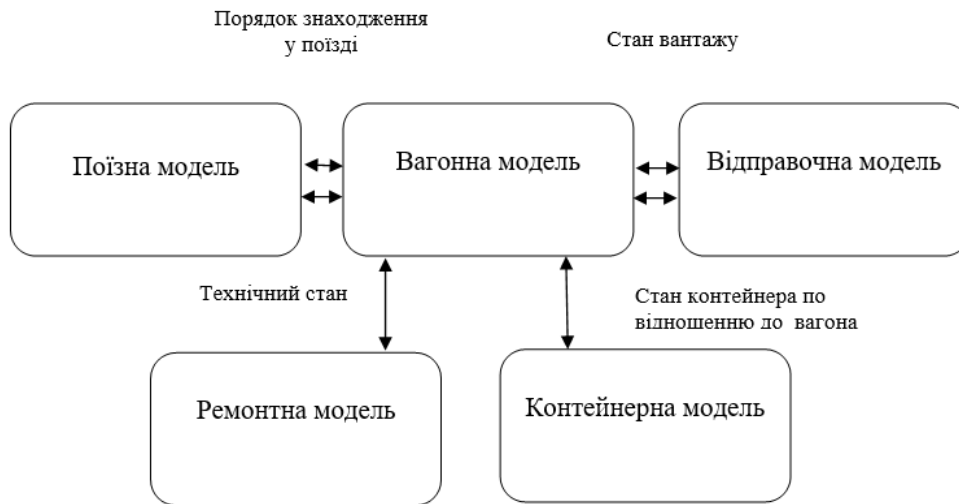 Порядок знаходження
у поїзді
Стан вантажу
Поїзна модель
Вагонна модель
Відправочна модель
Технічний стан
Стан контейнера по
відношенню до вагона
Ремонтна модель
Контейнерна модель